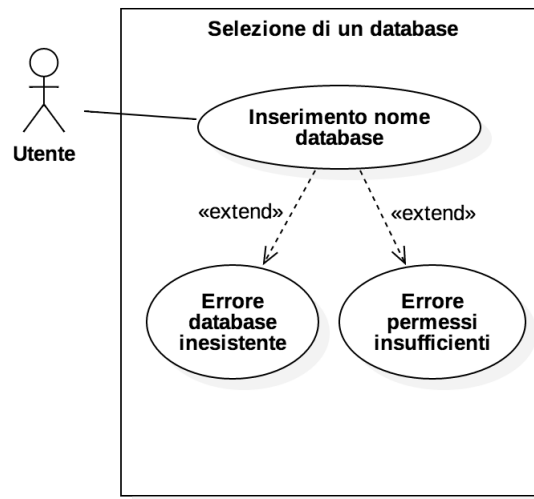 Selezione di un database
Utente
Inserimento nome
database
«extend»
«extend»
Errore
database
inesistente
Errore
permessi
insufficienti